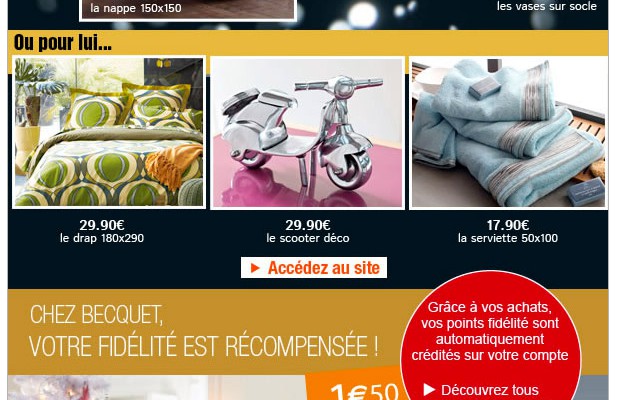 la nappe 150x150
les vases sur socle
Ou pour lui...
29.90€
le drap 180x290
29.90€
le scooter déco
17.90€
la serviette 50x100
► Accédez au site
CHEZ BECQUET,
VOTRE FIDÉLITÉ EST RÉCOMPENSÉE !
Grâce à vos achats,
vos points fidélité sont
automatiquement
crédités sur votre compte
► Découvrez tous
1€50